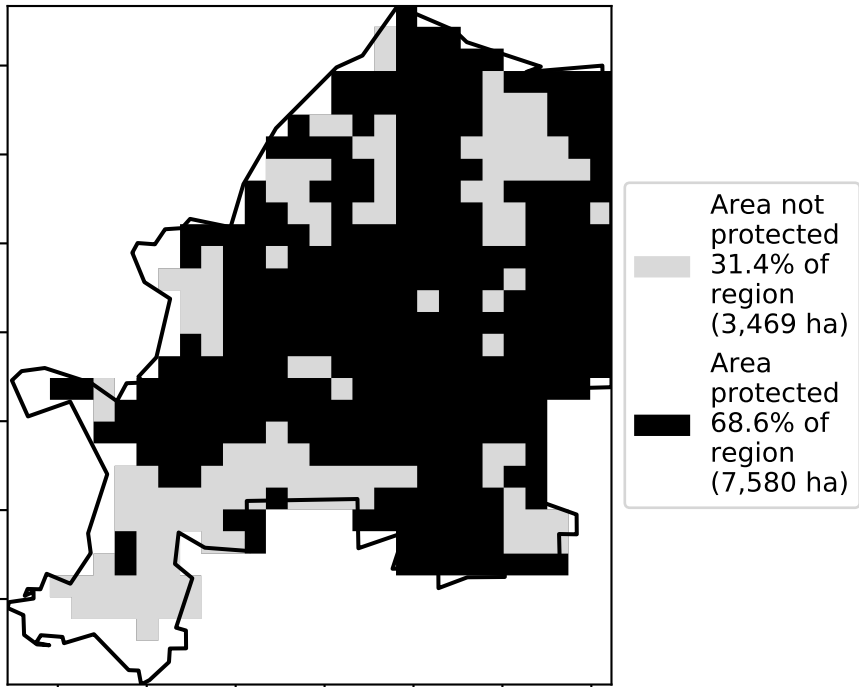 Area not
protected
31.4% of
region
(3,469 ha)
Area
protected
68.6% of
region
(7,580 ha)